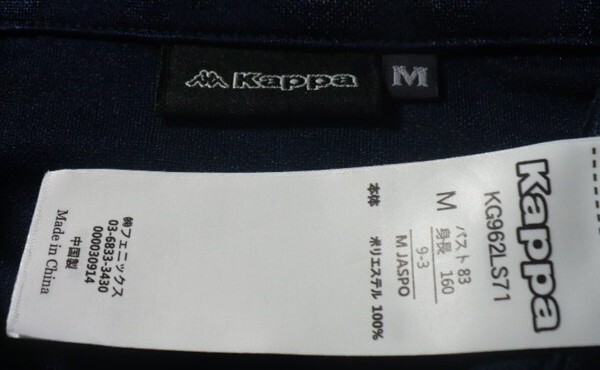 Kappa
M
Kappa
KG962LS71
バスト 83
身長 160
M
9-3
M JASPO
本体 ポリエステル 100%
㈱フェニックス
03-6833-3430
0000030914
中国製
Made in China